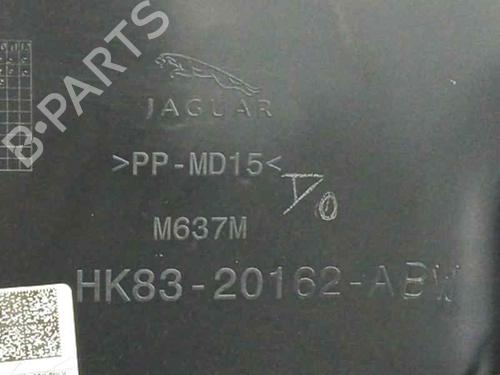 B-PARTS
JAGUAR
>PP-MD15<
M637M
HK83-20162-ABW